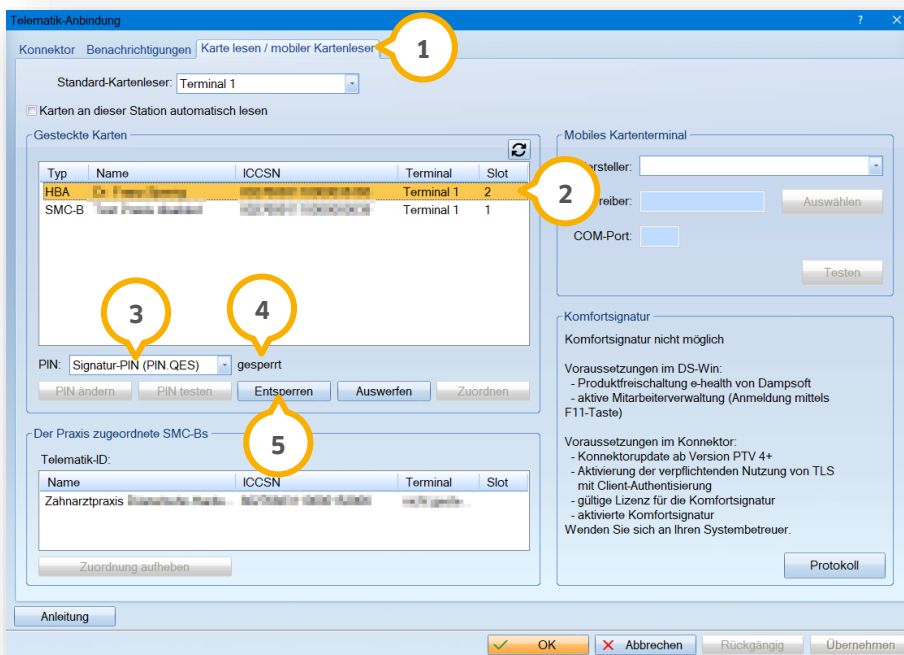 Telematik-Anbindung
Konnektor Benachrichtigungen Karte lesen / mobiler Kartenleser
1
Standard-Kartenleser: Terminal 1
Karten an dieser Station automatisch lesen
Gesteckte Karten
Typ Name ICCSN Terminal Slot
HBA Terminal 1 2
SMC-B Terminal 1 1
2
3
4
PIN: Signatur-PIN (PIN.QES) gesperrt
PIN ändern PIN testen Entsperren Auswerfen Zuordnen
5
Der Praxis zugeordnete SMC-Bs
Telematik-ID:
Name ICCSN Terminal Slot
Zahnarztpraxis
Zuordnung aufheben
Mobiles Kartenterminal
ersteller:
reiber: Auswählen
COM-Port:
Testen
Komfortsignatur
Komfortsignatur nicht möglich
Voraussetzungen im DS-Win:
- Produktfreischaltung e-health von Dampsoft
- aktive Mitarbeiterverwaltung (Anmeldung mittels
F11-Taste)
Voraussetzungen im Konnektor:
- Konnektorupdate ab Version PTV 4+
- Aktivierung der verpflichtenden Nutzung von TLS
mit Client-Authentisierung
- gültige Lizenz für die Komfortsignatur
- aktivierte Komfortsignatur
Wenden Sie sich an Ihren Systembetreuer.
Protokoll
Anleitung
OK Abbrechen Rückgängig Übernehmen